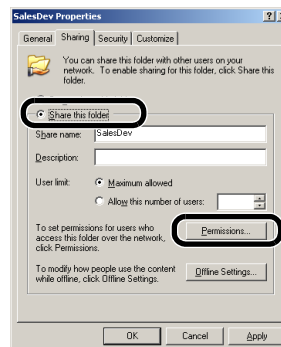 SalesDev Properties
General Sharing Security Customize
You can share this folder with other users on your
network. To enable sharing for this folder, click Share this
folder.
Share this folder
Share name: SalesDev
Description:
User limit: Maximum allowed
Allow this number of users:
To set permissions for users who
access this folder over the network,
click Permissions.
Permissions...
To modify how people use the content
while offline, click Offline Settings.
Offline Settings...
OK Cancel Apply